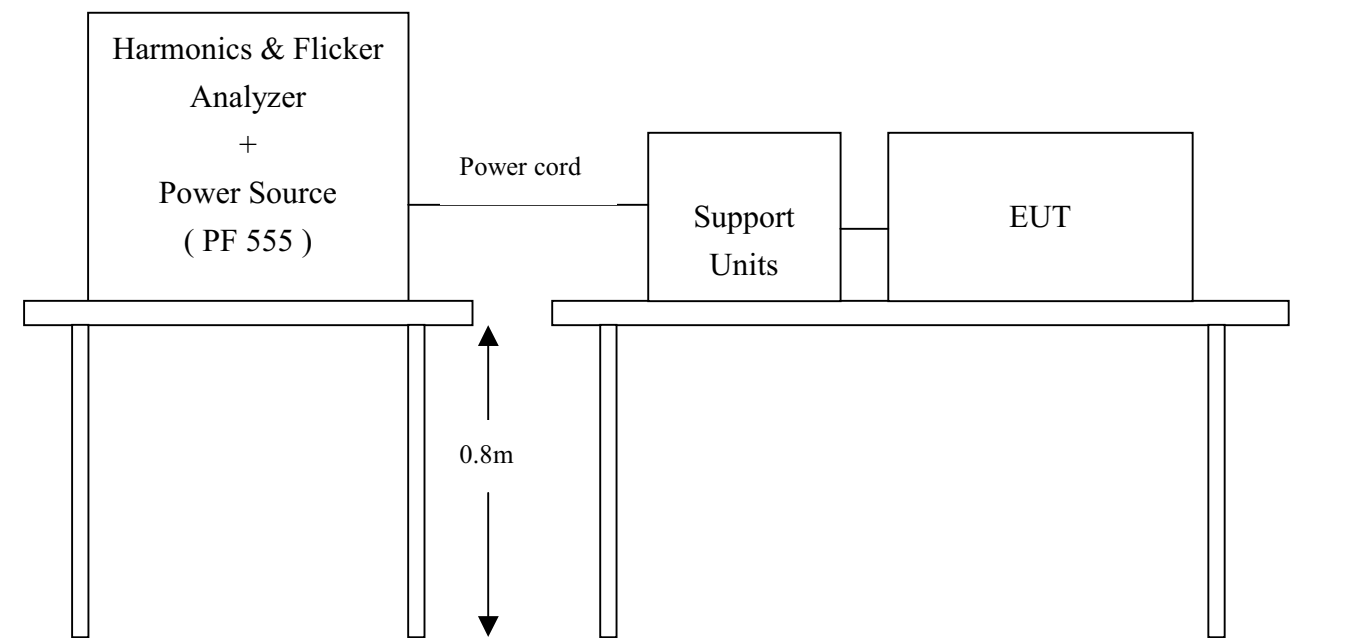 Harmonics & Flicker
Analyzer
+
Power Source
( PF 555 )
Power cord
Support
Units
EUT
0.8m